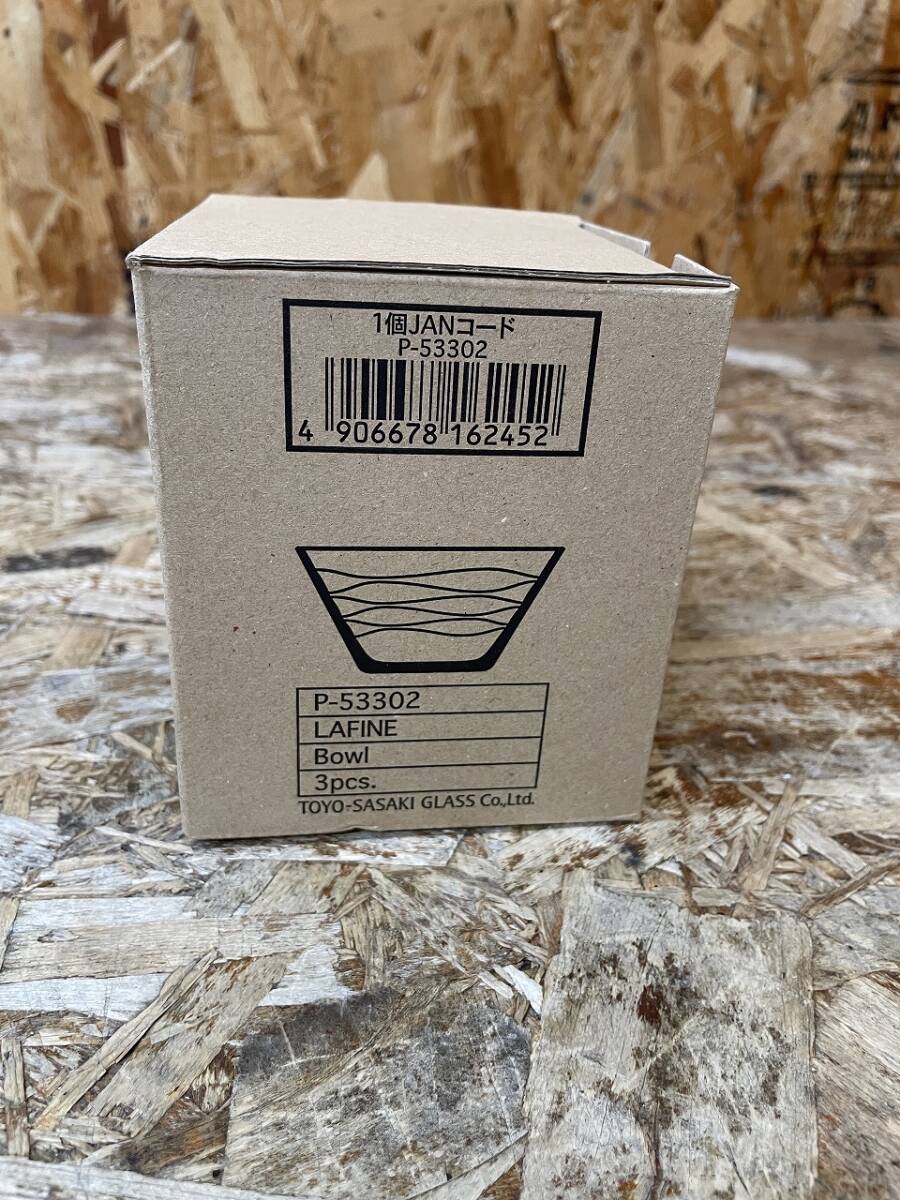 1個JANコード
P-53302
4 906678 162452
P-53302
LAFINE
Bowl
3pcs.
TOYO-SASAKI GLASS Co.,Ltd.